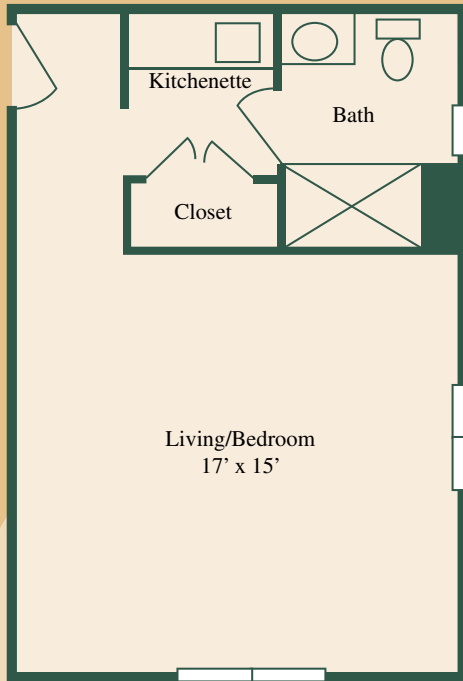 Kitchenette
Bath
Closet
Living/Bedroom
17’ x 15’